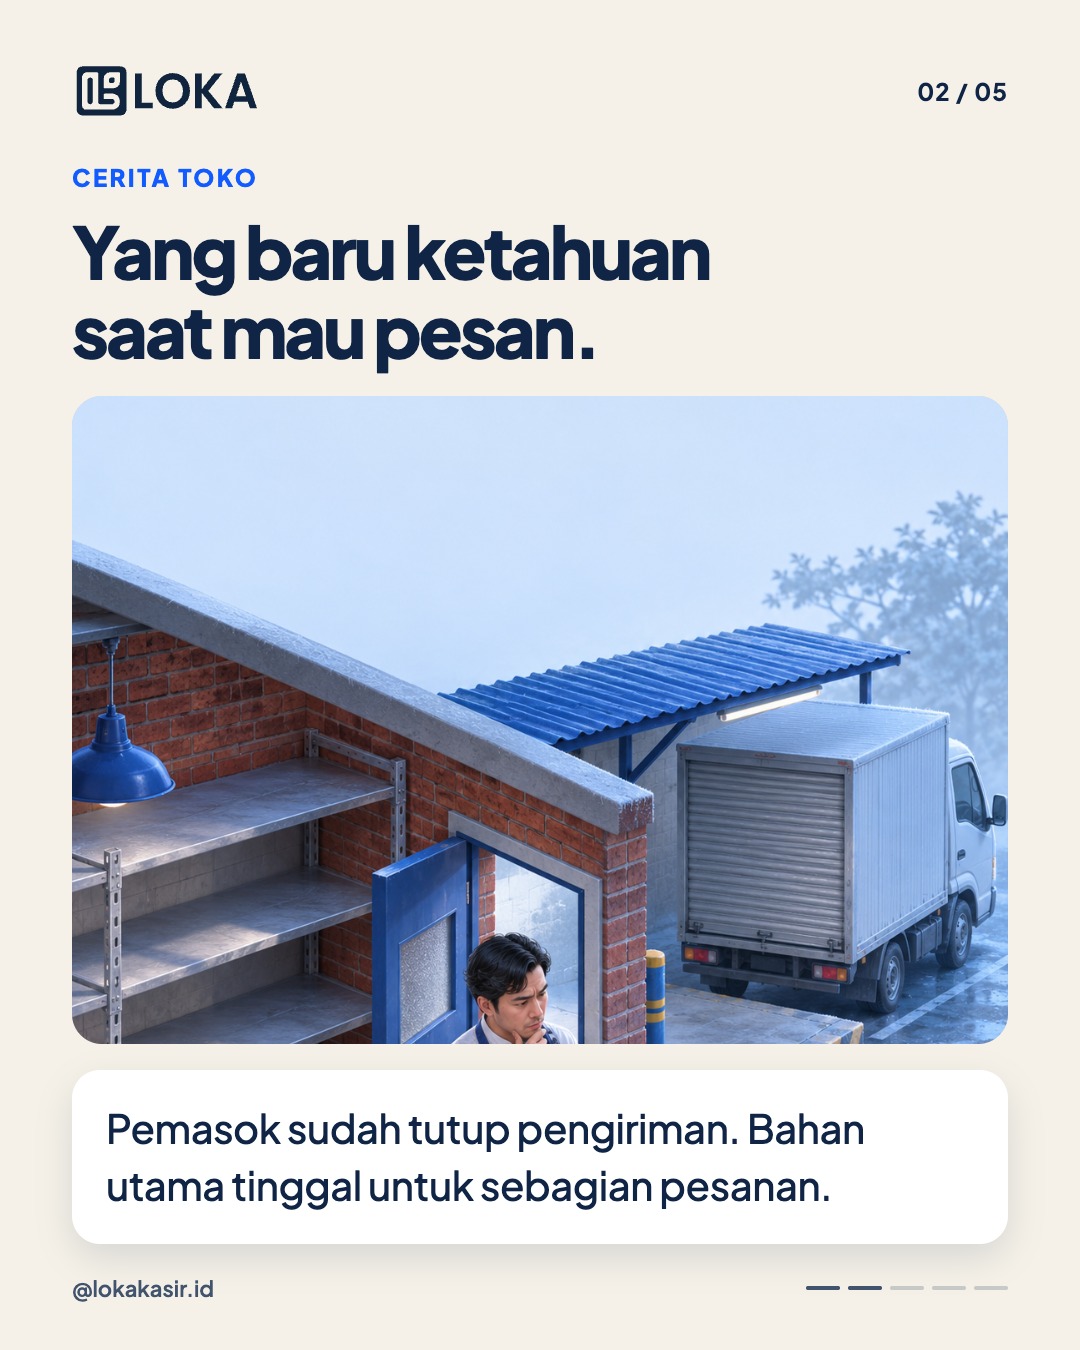 LOKA
02 / 05
CERITA TOKO
Yang baru ketahuan
saat mau pesan.
Pemasok sudah tutup pengiriman. Bahan
utama tinggal untuk sebagian pesanan.
@lokakasir.id